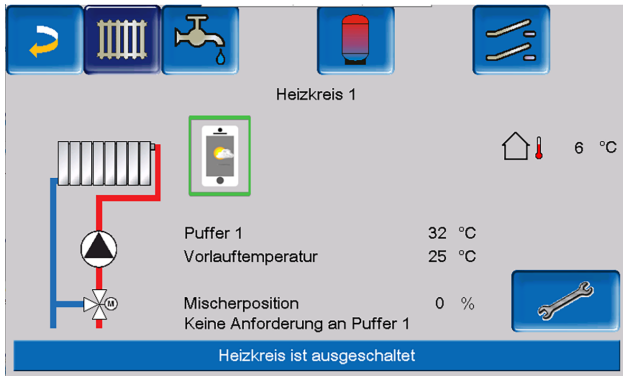 Heizkreis 1
6 °C
Puffer 1 32 °C
Vorlauftemperatur 25 °C
M
Mischerposition 0 %
Keine Anforderung an Puffer 1
Heizkreis ist ausgeschaltet